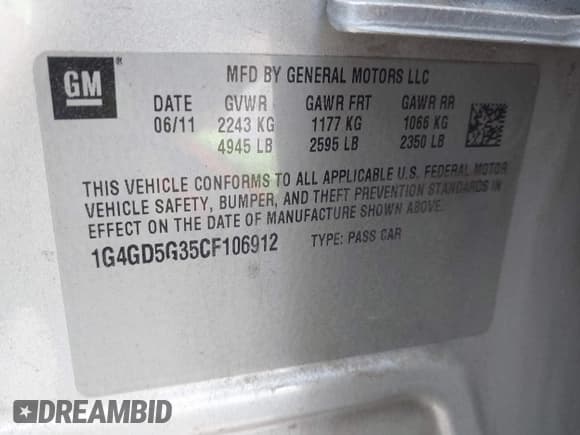 GM
MFD BY GENERAL MOTORS LLC
DATE GVWR GAWR FRT GAWR RR
06/11 2243 KG 1177 KG 1066 KG
4945 LB 2595 LB 2350 LB
THIS VEHICLE CONFORMS TO ALL APPLICABLE U.S. FEDERAL MOTOR
VEHICLE SAFETY, BUMPER, AND THEFT PREVENTION STANDARDS IN
EFFECT ON THE DATE OF MANUFACTURE SHOWN ABOVE.
1G4GD5G35CF106912 TYPE: PASS CAR
DREAMBID